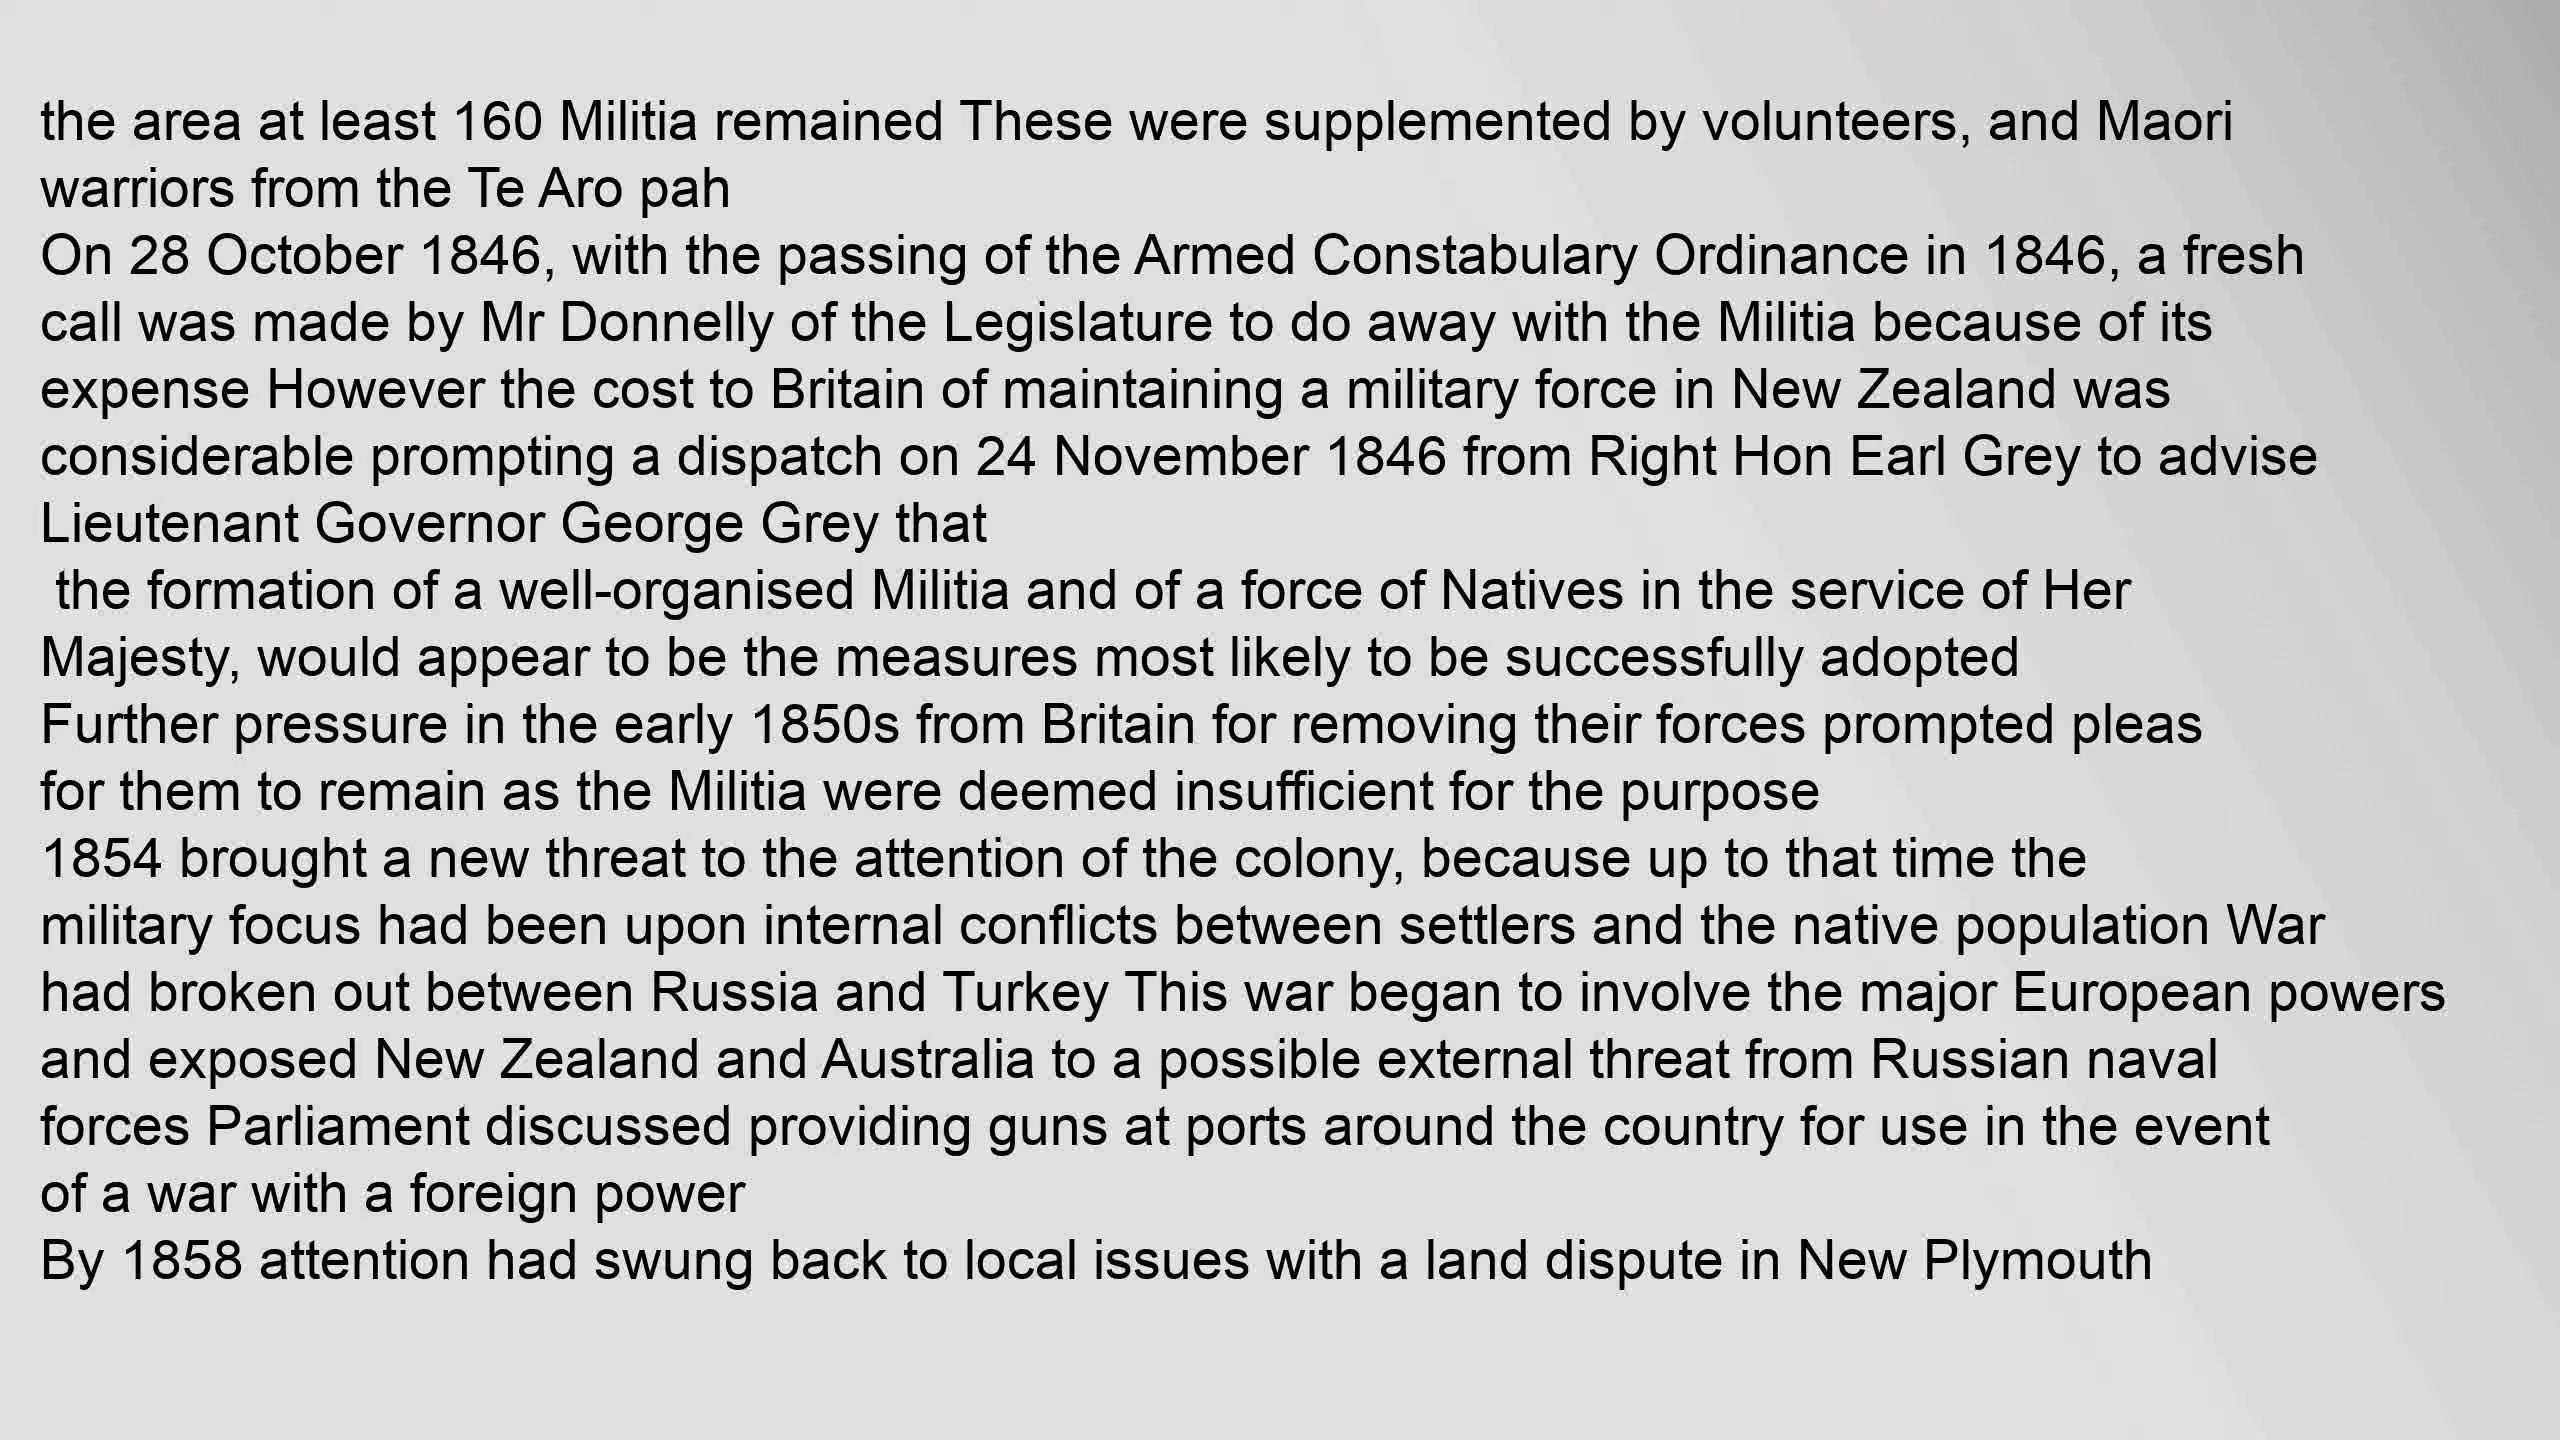 the area at least 160 Militia remained These were supplemented by volunteers, and Maori
warriors from the Te Aro pah
On 28 October 1846, with the passing of the Armed Constabulary Ordinance in 1846, a fresh
call was made by Mr Donnelly of the Legislature to do away with the Militia because of its
expense However the cost to Britain of maintaining a military force in New Zealand was
considerable prompting a dispatch on 24 November 1846 from Right Hon Earl Grey to advise
Lieutenant Governor George Grey that
the formation of a well-organised Militia and of a force of Natives in the service of Her
Majesty, would appear to be the measures most likely to be successfully adopted
Further pressure in the early 1850s from Britain for removing their forces prompted pleas
for them to remain as the Militia were deemed insufficient for the purpose
1854 brought a new threat to the attention of the colony, because up to that time the
military focus had been upon internal conflicts between settlers and the native population War
had broken out between Russia and Turkey This war began to involve the major European powers
and exposed New Zealand and Australia to a possible external threat from Russian naval
forces Parliament discussed providing guns at ports around the country for use in the event
of a war with a foreign power
By 1858 attention had swung back to local issues with a land dispute in New Plymouth